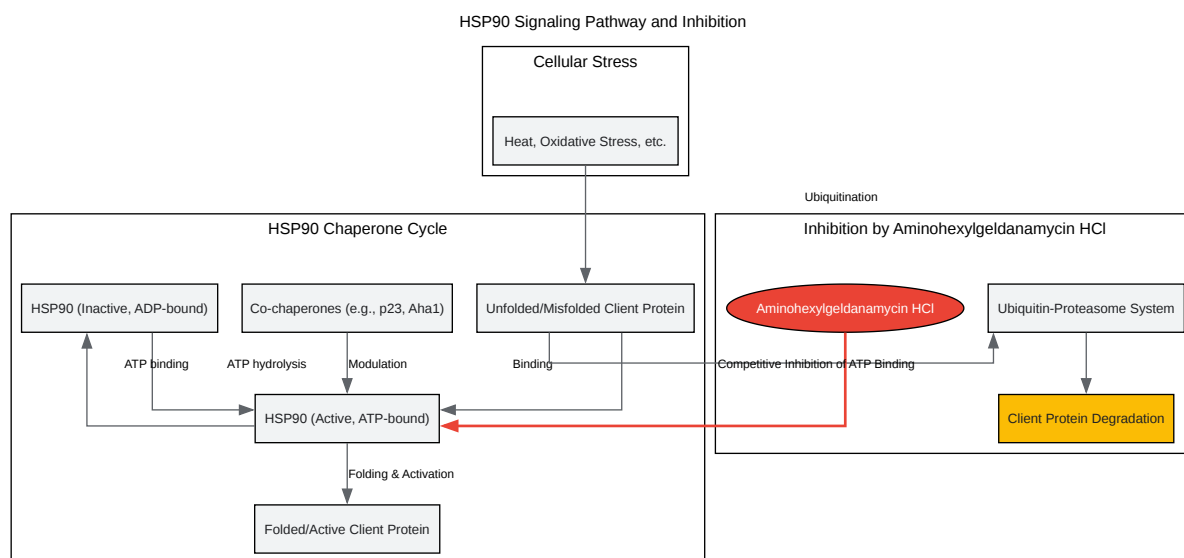 HSP90 Signaling Pathway and Inhibition
Cellular Stress
Heat, Oxidative Stress, etc.
Ubiquitination
HSP90 Chaperone Cycle
Inhibition by Aminohexylgeldanamycin HCl
HSP90 (Inactive, ADP-bound)
Co-chaperones (e.g., p23, Aha1)
Unfolded/Misfolded Client Protein
Aminohexylgeldanamycin HCl
Ubiquitin-Proteasome System
ATP binding
ATP hydrolysis
Modulation
Binding
Competitive Inhibition of ATP Binding
HSP90 (Active, ATP-bound)
Client Protein Degradation
Folding & Activation
Folded/Active Client Protein